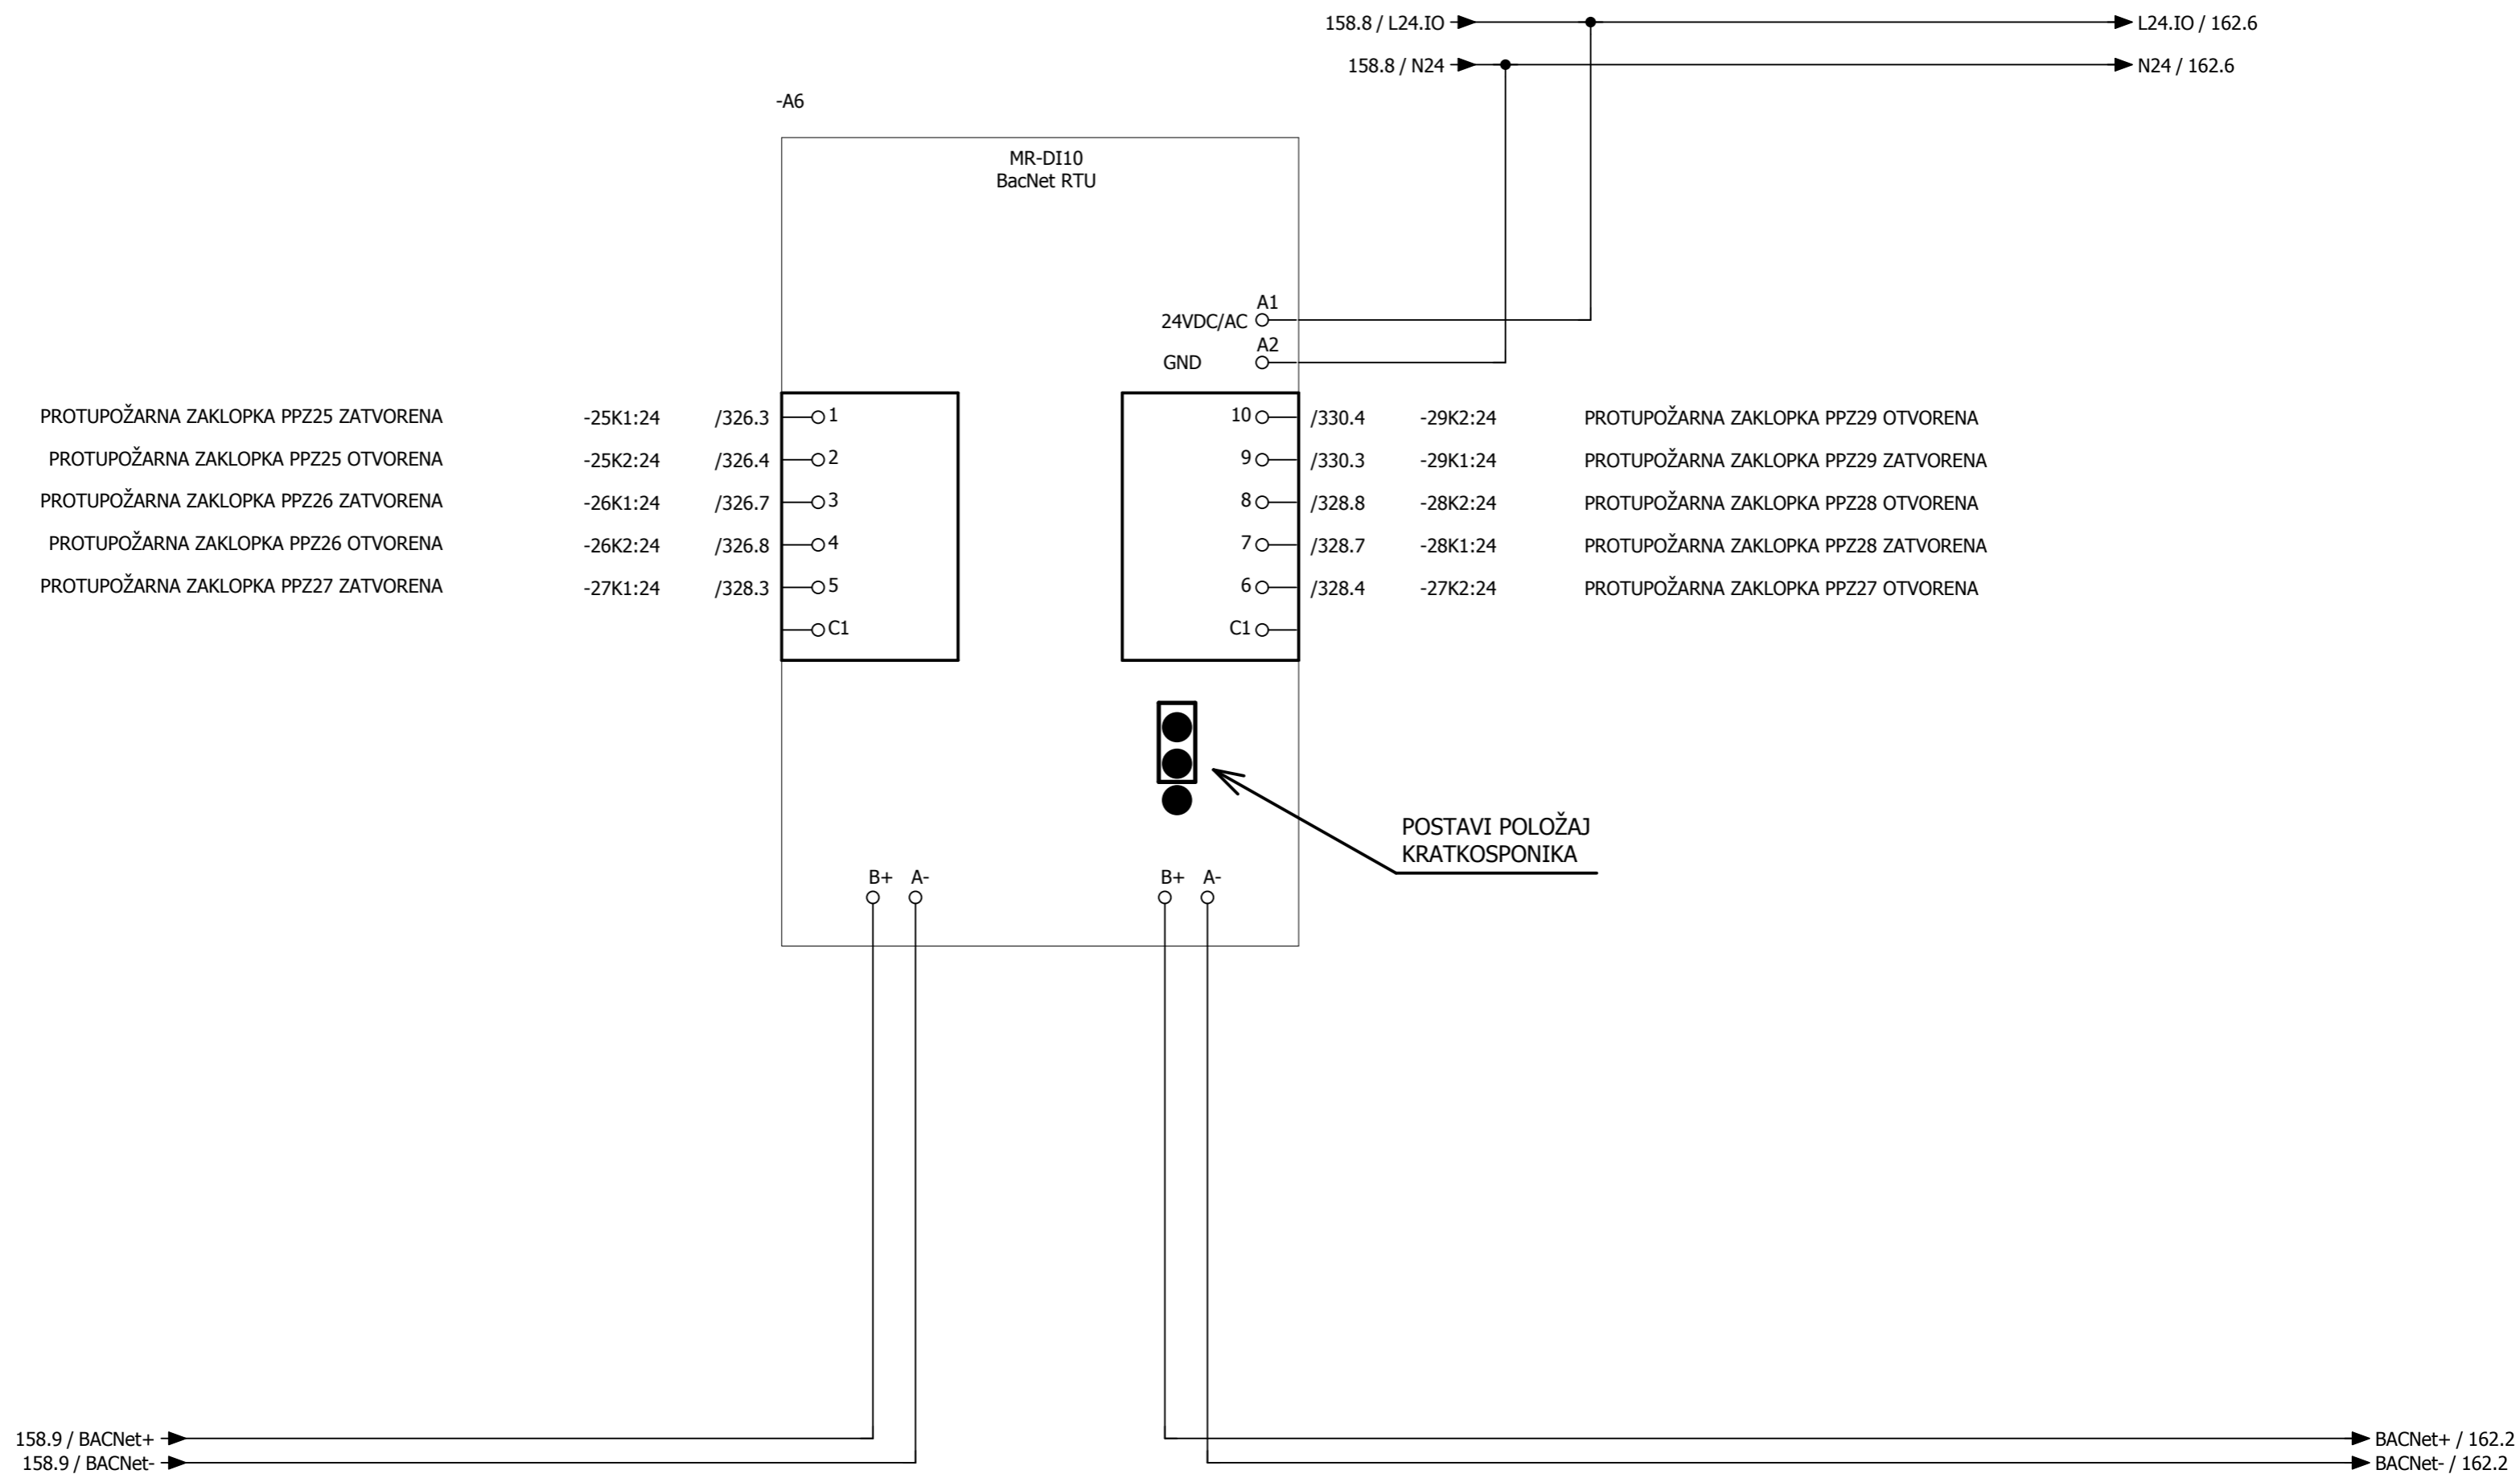 158.8 / L24.IO L24.IO / 162.6
158.8 / N24 N24 / 162.6
-A6
MR-DI10
BacNet RTU
A1
24VDC/AC
A2
GND
PROTUPOŽARNA ZAKLOPKA PPZ25 ZATVORENA -25K1:24 /326.3 1 10 /330.4 -29K2:24 PROTUPOŽARNA ZAKLOPKA PPZ29 OTVORENA
PROTUPOŽARNA ZAKLOPKA PPZ25 OTVORENA -25K2:24 /326.4 2 9 /330.3 -29K1:24 PROTUPOŽARNA ZAKLOPKA PPZ29 ZATVORENA
PROTUPOŽARNA ZAKLOPKA PPZ26 ZATVORENA -26K1:24 /326.7 3 8 /328.8 -28K2:24 PROTUPOŽARNA ZAKLOPKA PPZ28 OTVORENA
PROTUPOŽARNA ZAKLOPKA PPZ26 OTVORENA -26K2:24 /326.8 4 7 /328.7 -28K1:24 PROTUPOŽARNA ZAKLOPKA PPZ28 ZATVORENA
PROTUPOŽARNA ZAKLOPKA PPZ27 ZATVORENA -27K1:24 /328.3 5 6 /328.4 -27K2:24 PROTUPOŽARNA ZAKLOPKA PPZ27 OTVORENA
C1 C1
POSTAVI POLOŽAJ
KRATKOSPONIKA
B+ A- B+ A-
158.9 / BACNet+ BACNet+ / 162.2
158.9 / BACNet- BACNet- / 162.2